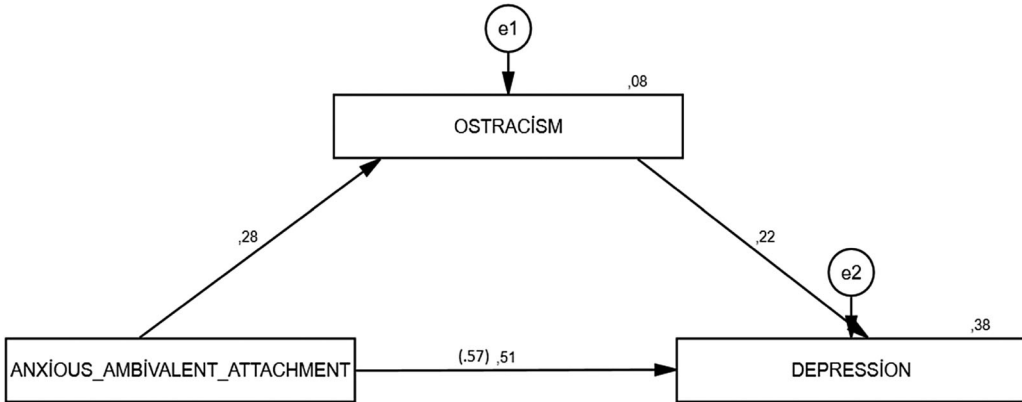 e1
,08
OSTRACİSM
,28
,22
e2
,38
ANXİOUS_AMBİVALENT_ATTACHMENT
(.57) ,51
DEPRESSİON